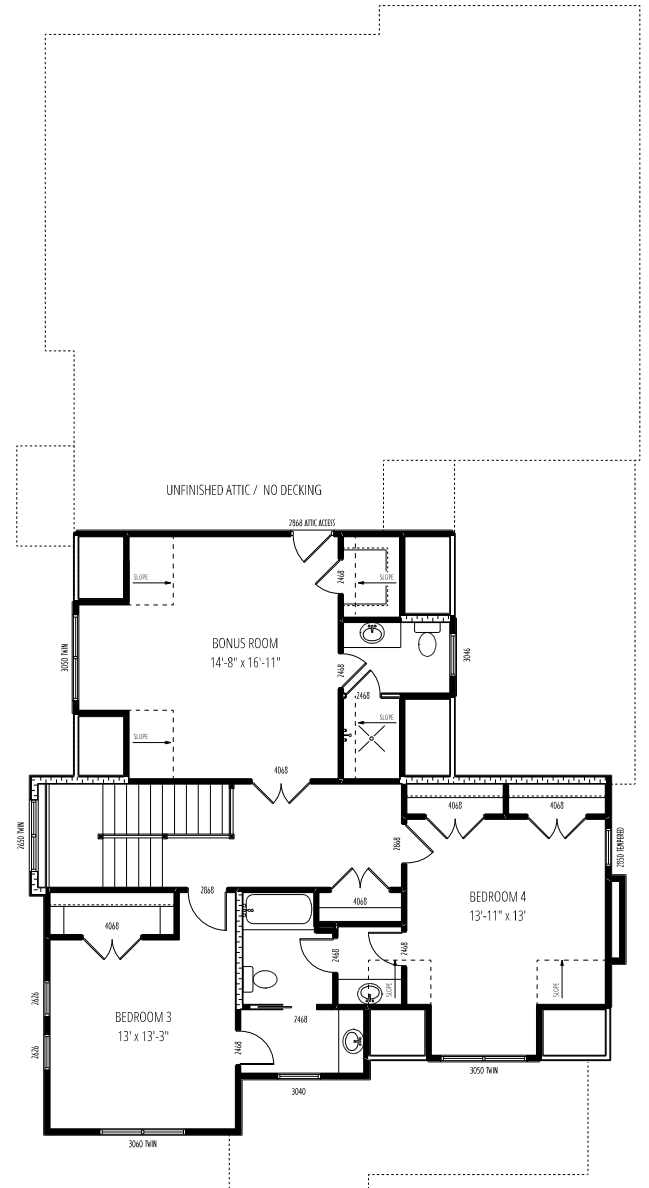 UNFINISHED ATTIC / NO DECKING
2868 ATTIC ACCESS
SLOPE
2468
SLOPE
BONUS ROOM
14'-8" x 16'-11"
3050 TWIN
2468
3046
2468
SLOPE
SLOPE
4068
2650 TWIN
4068
4068
2868
2850 TEMPERED
2868
4068
BEDROOM 4
13'-11" x 13'
4068
2468
2468
SLOPE
SLOPE
2626
BEDROOM 3
13' x 13'-3"
2468
2626
2468
3050 TWIN
3040
3060 TWIN